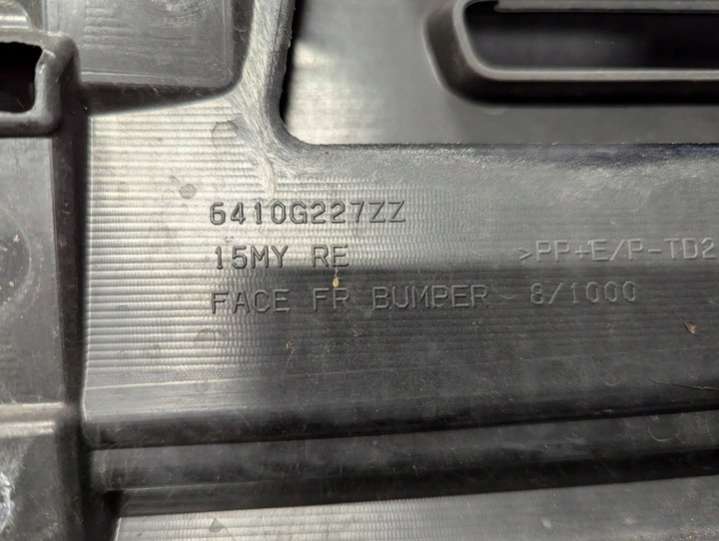 6410G227ZZ
15MY RE >PP+E/P-TD2
FACE FR BUMPER 8/1000